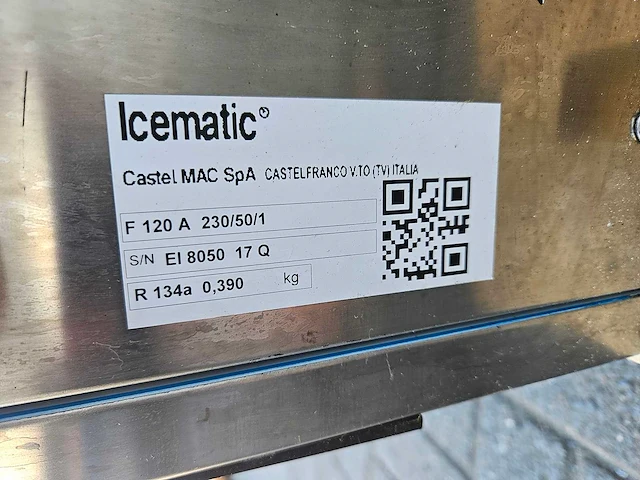 Icematic®
Castel MAC SpA CASTELFRANCO V.TO (TV) ITALIA
F 120 A 230/50/1
S/N EI 8050 17 Q
R 134a 0,390 kg